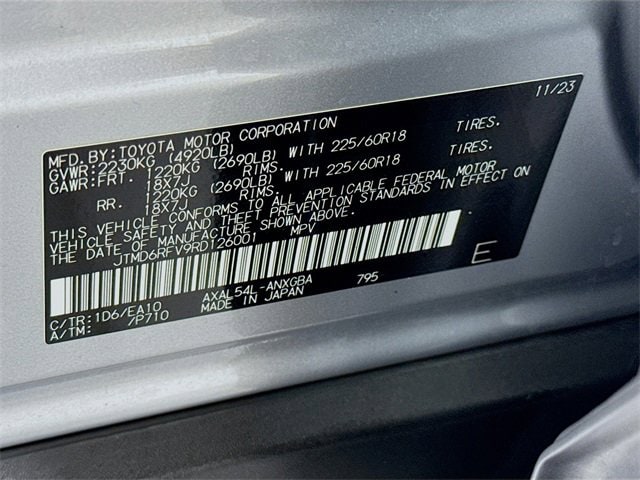 11/23
MFD.BY:TOYOTA MOTOR CORPORATION
GVWR:2230KG (4920LB)
GAWR:FRT. 1220KG (2690LB) WITH 225/60R18 TIRES.
18X7J RIMS.
RR. 1220KG (2690LB) WITH 225/60R18 TIRES.
18X7J RIMS.
THIS VEHICLE CONFORMS TO ALL APPLICABLE FEDERAL MOTOR
VEHICLE SAFETY AND THEFT PREVENTION STANDARDS IN EFFECT ON
THE DATE OF MANUFACTURE SHOWN ABOVE.
JTMD6RFV9RD126001 MPV
E
C/TR:1D6/EA10 AXAL54L-ANXGBA 795
A/TM: /P710 MADE IN JAPAN